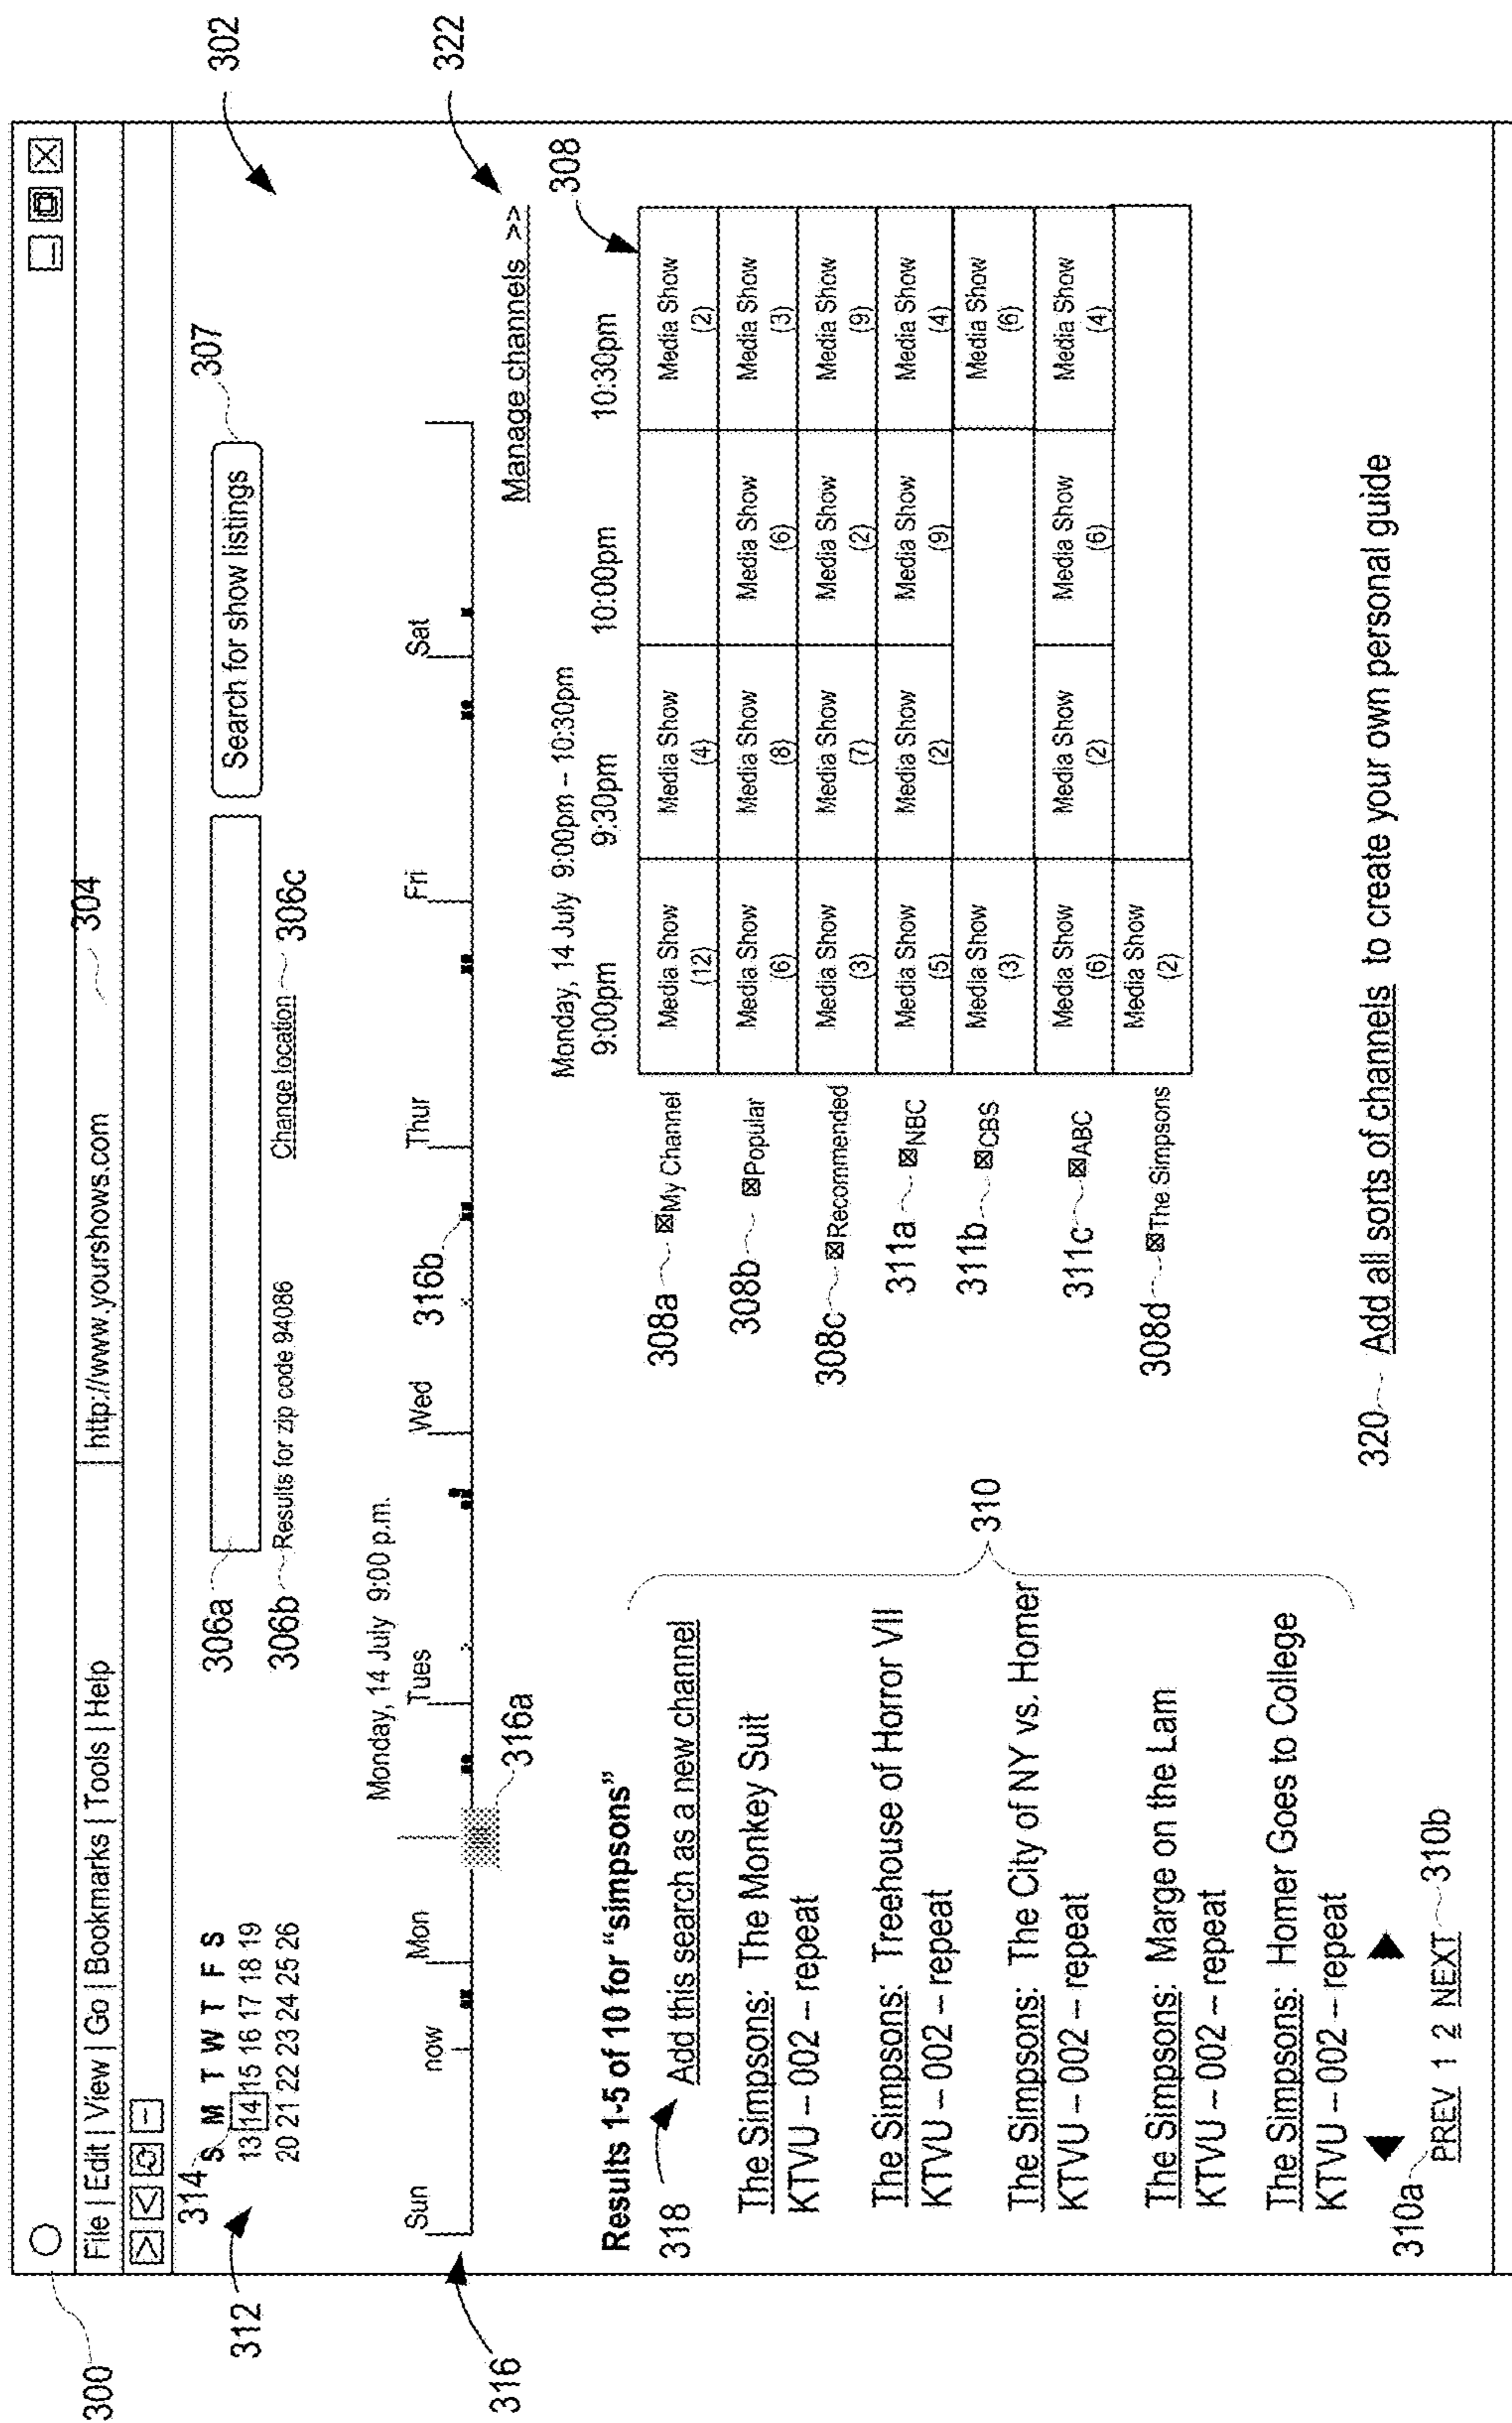 300
302
File | Edit | View | Go | Bookmarks | Tools | Help
http://www.yourshows.com
304
314
S M T W T F S
13 14 15 16 17 18 19
20 21 22 23 24 25 26
312
306a
Search for show listings
307
306b
Results for zip code 94086
Change location
306c
Monday, 14 July 9:00 p.m.
Sun
now
Mon
Tues
Wed
Thur
Fri
Sat
316
316a
316b
Manage channels >>
322
Results 1-5 of 10 for “simpsons”
318
Add this search as a new channel
The Simpsons: The Monkey Suit
KTVU – 002 – repeat
The Simpsons: Treehouse of Horror VII
KTVU – 002 – repeat
The Simpsons: The City of NY vs. Homer
KTVU – 002 – repeat
The Simpsons: Marge on the Lam
KTVU – 002 – repeat
The Simpsons: Homer Goes to College
KTVU – 002 – repeat
310
310a
PREV 1 2 NEXT
310b
Monday, 14 July 9:00pm – 10:30pm
9:00pm 9:30pm 10:00pm 10:30pm
308
308a
My Channel
Media Show (12)
Media Show (4)
Media Show (2)
308b
Popular
Media Show (6)
Media Show (8)
Media Show (6)
Media Show (3)
308c
Recommended
Media Show (3)
Media Show (7)
Media Show (2)
Media Show (9)
311a
NBC
Media Show (5)
Media Show (2)
Media Show (9)
Media Show (4)
311b
CBS
Media Show (3)
Media Show (6)
311c
ABC
Media Show (6)
Media Show (2)
Media Show (6)
Media Show (4)
308d
The Simpsons
Media Show (2)
320
Add all sorts of channels to create your own personal guide